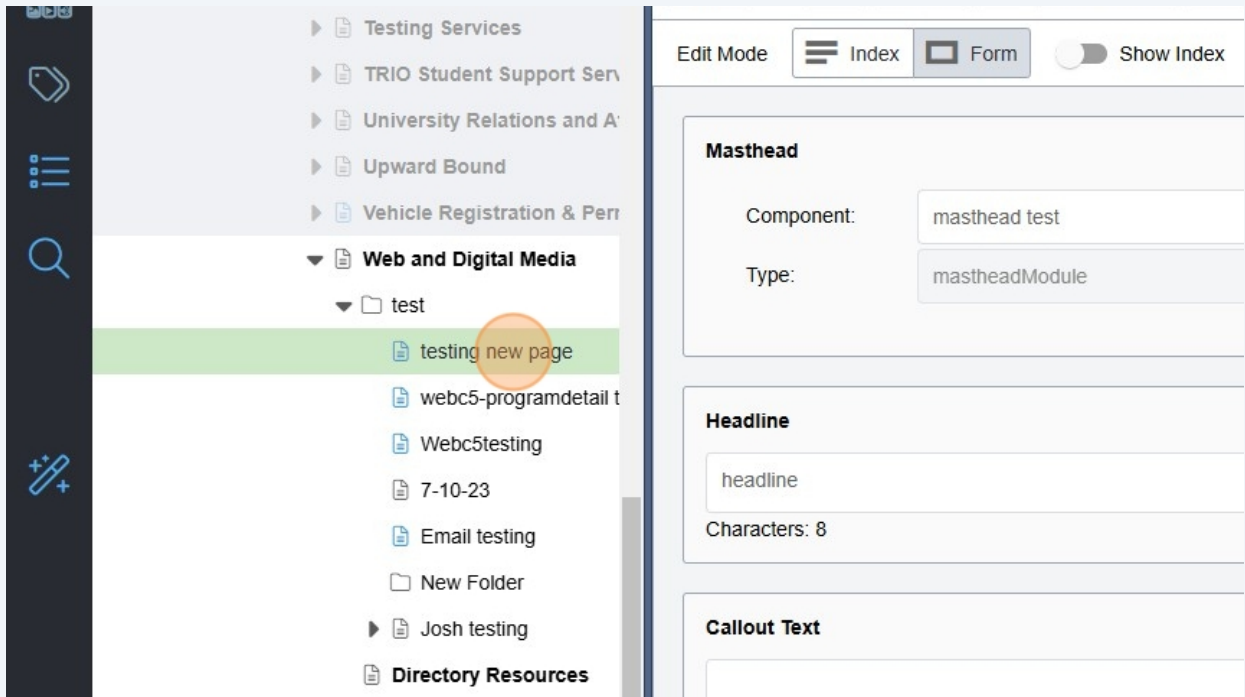 Testing Services
TRIO Student Support Serv
University Relations and A
Upward Bound
Vehicle Registration & Perr
Web and Digital Media
test
testing new page
webc5-programdetail t
Webc5testing
7-10-23
Email testing
New Folder
Josh testing
Directory Resources
Edit Mode Index Form Show Index
Masthead
Component: masthead test
Type: mastheadModule
Headline
headline
Characters: 8
Callout Text